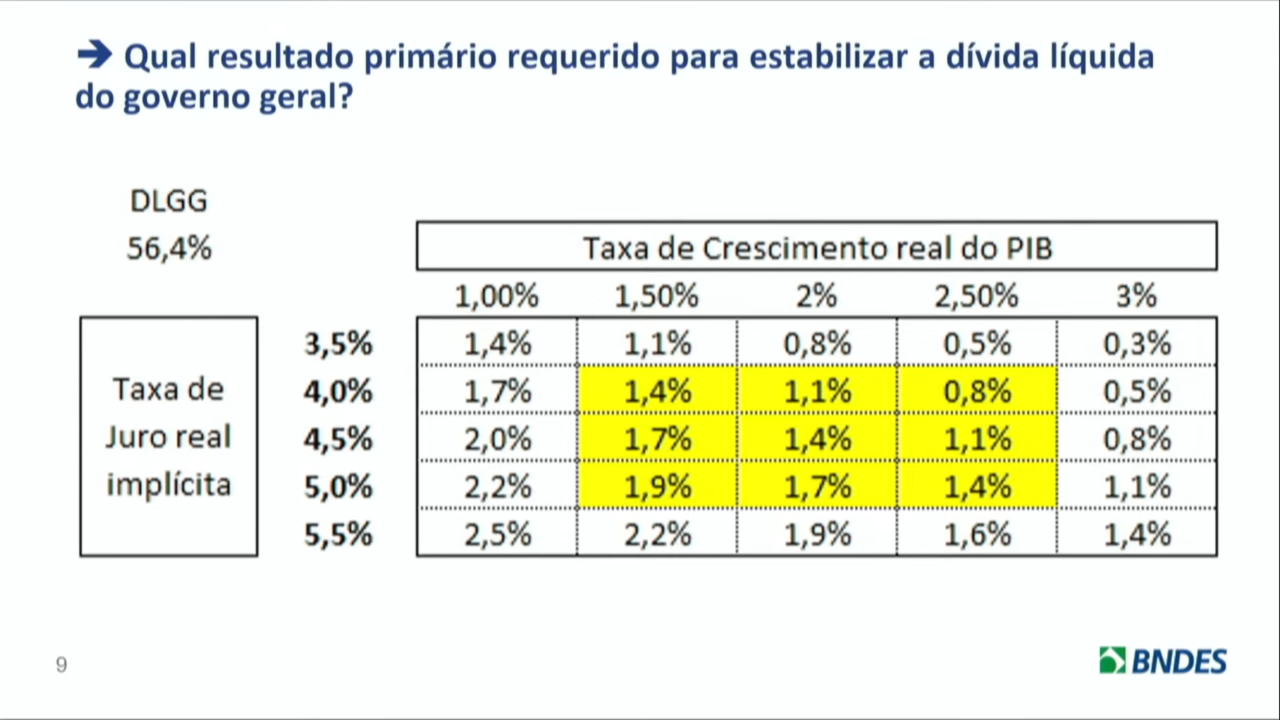 ➔ Qual resultado primário requerido para estabilizar a dívida líquida
do governo geral?
DLGG
56,4%
Taxa de Crescimento real do PIB
1,00% 1,50% 2% 2,50% 3%
Taxa de
Juro real
implícita
3,5% 1,4% 1,1% 0,8% 0,5% 0,3%
4,0% 1,7% 1,4% 1,1% 0,8% 0,5%
4,5% 2,0% 1,7% 1,4% 1,1% 0,8%
5,0% 2,2% 1,9% 1,7% 1,4% 1,1%
5,5% 2,5% 2,2% 1,9% 1,6% 1,4%
9
BNDES